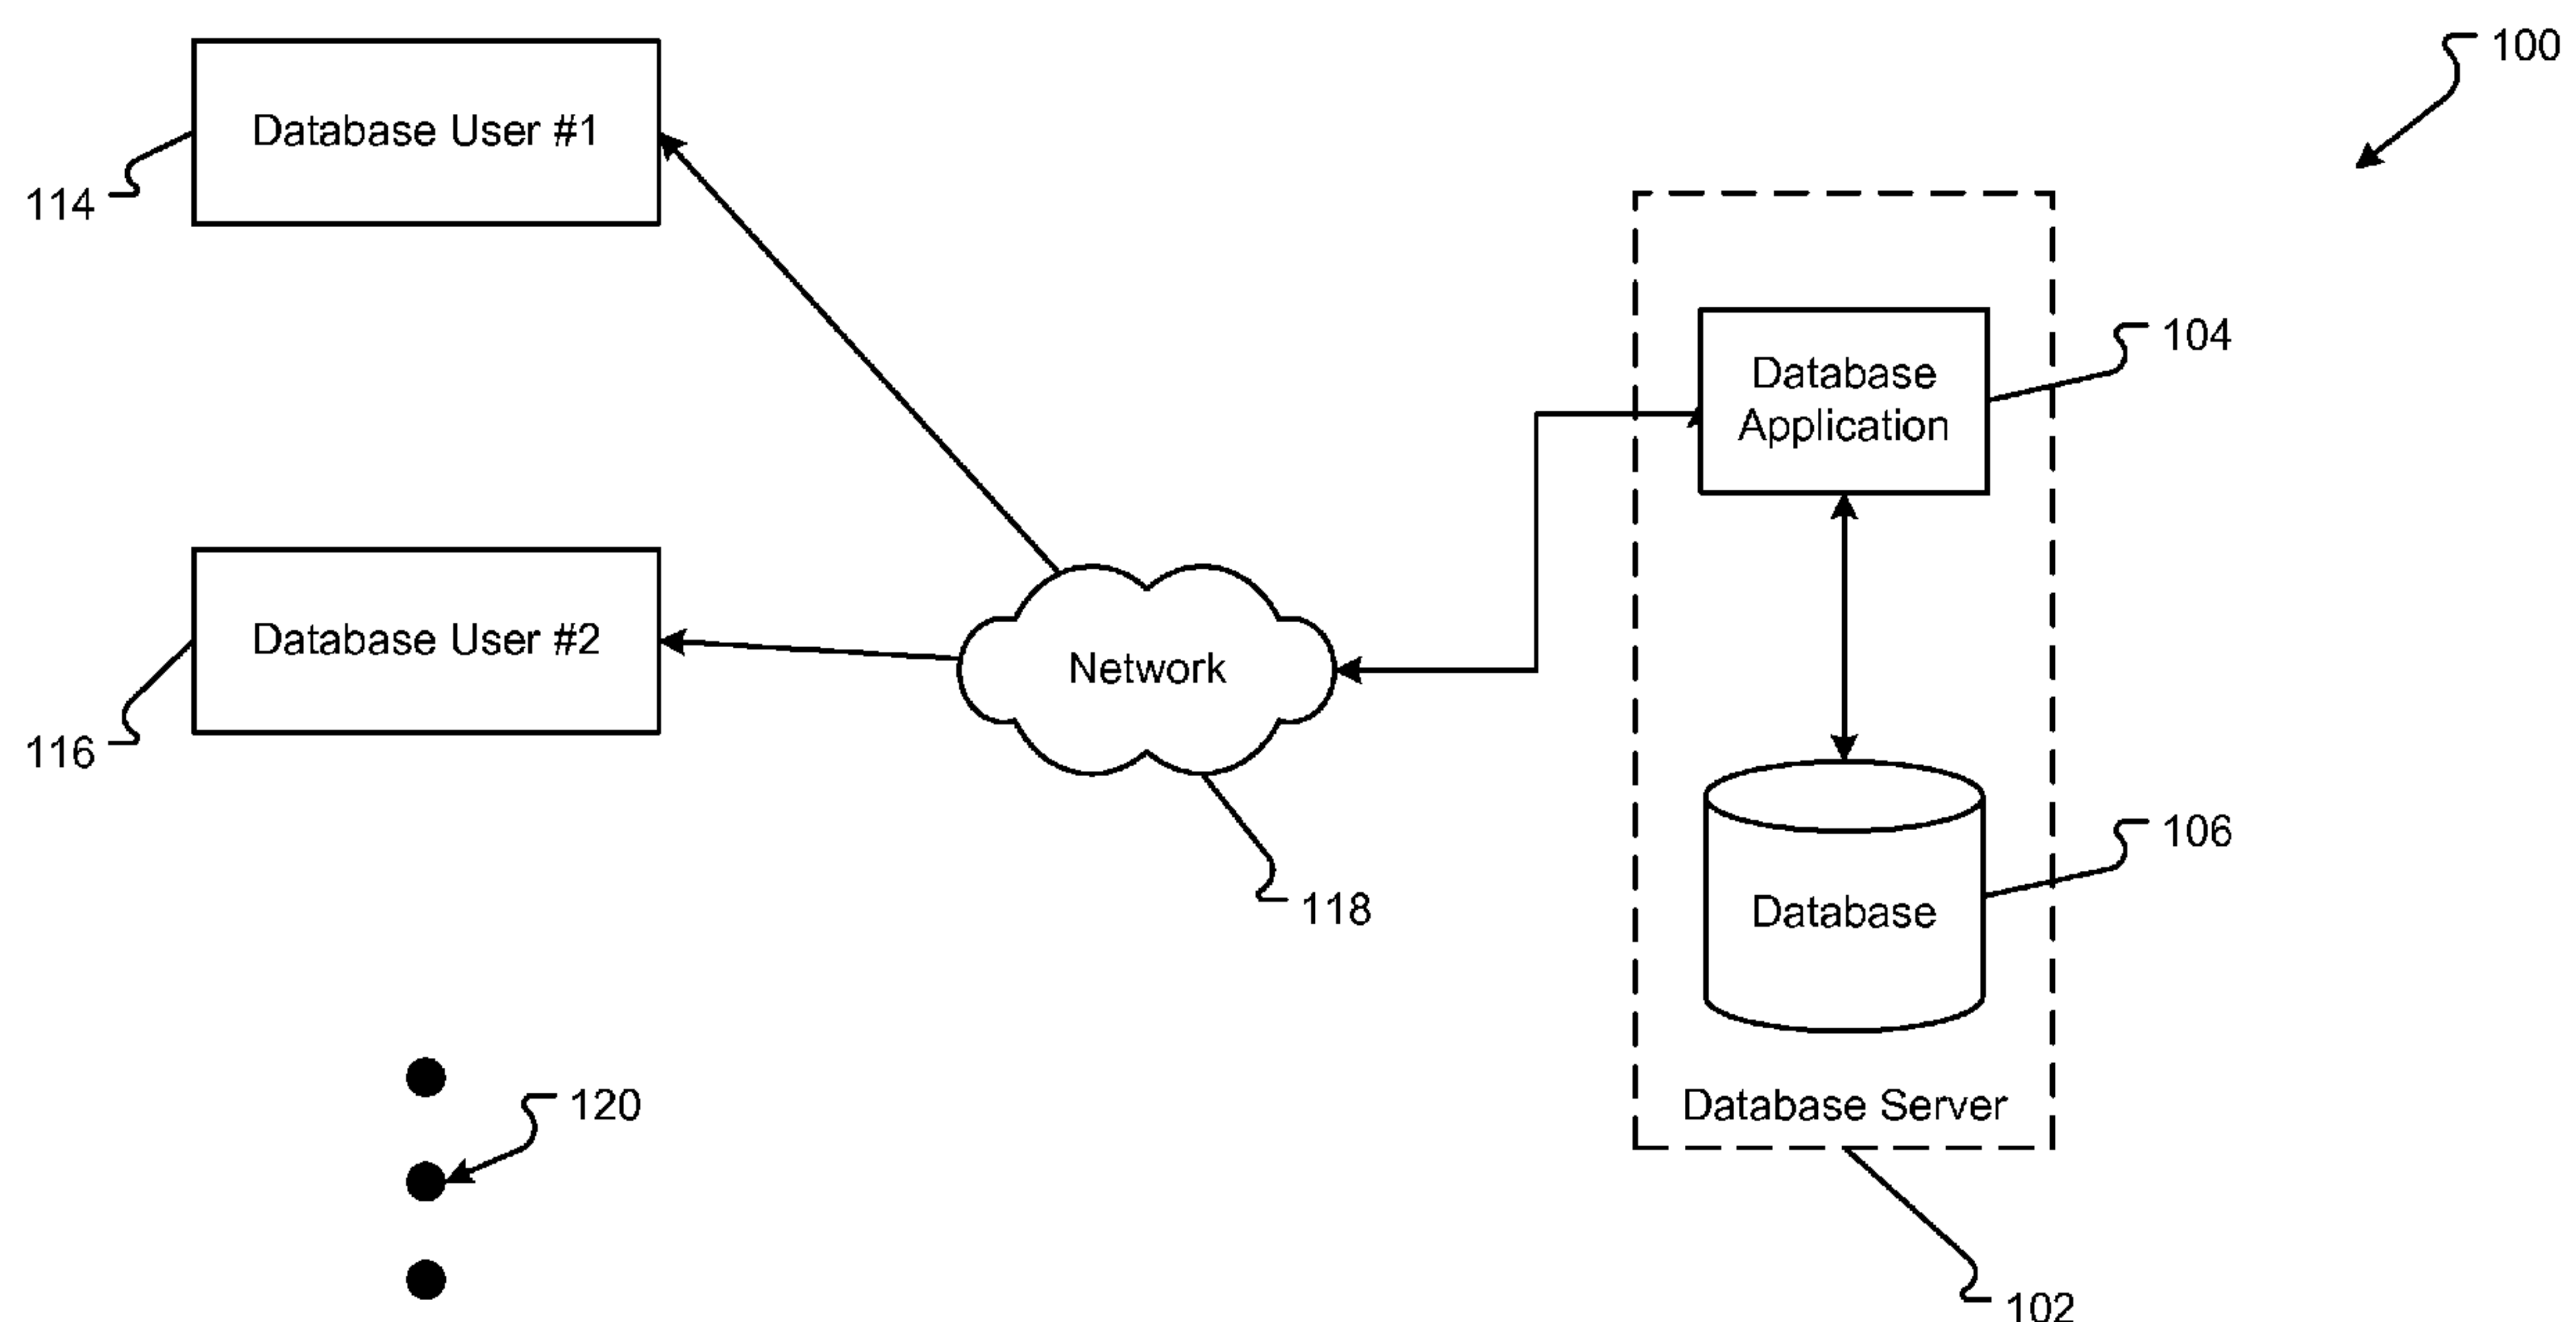 100
Database User #1
114
104
Database
Application
Database User #2
116
Network
118
106
Database
120
Database Server
102